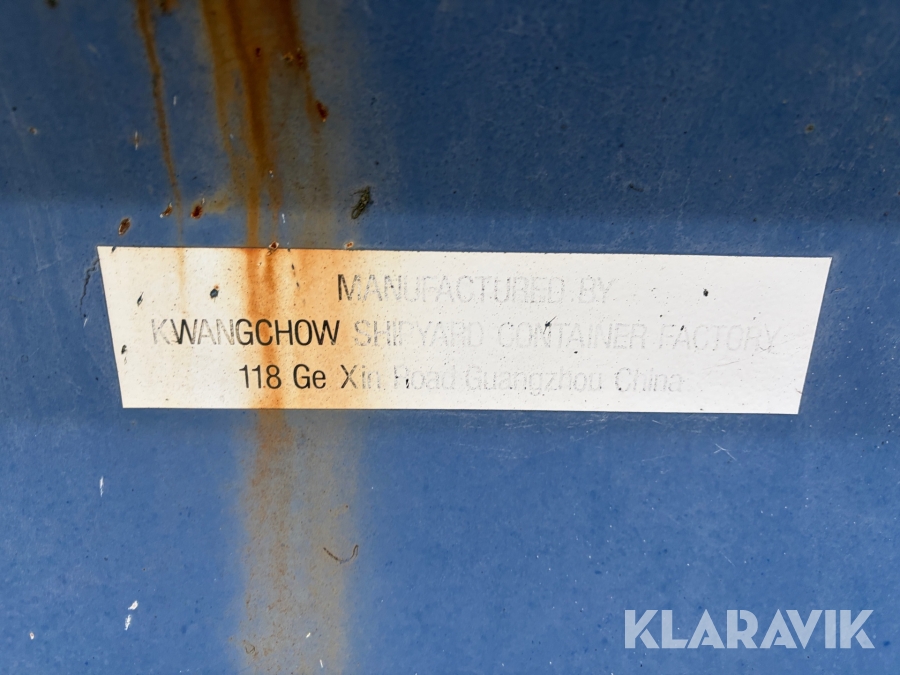 MANUFACTURED BY
KWANGCHOW SHIPYARD CONTAINER FACTORY
118 Ge Xin Road Guangzhou China
KLARAVIK